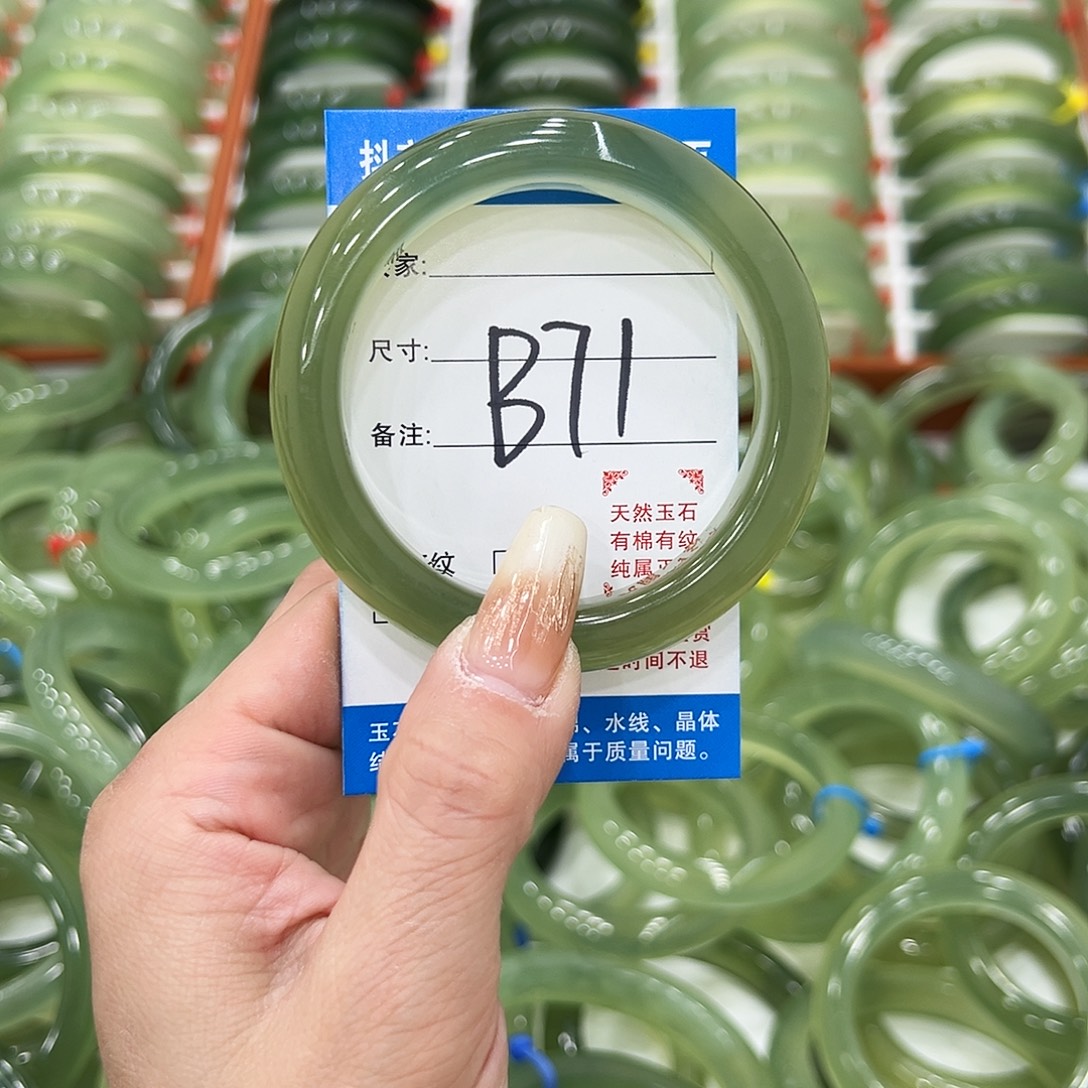 抖
家:
尺寸:
B71
备注:
纹
天然玉石
有棉有纹
纯属正
时间不退
玉
、水线、晶体
属于质量问题。